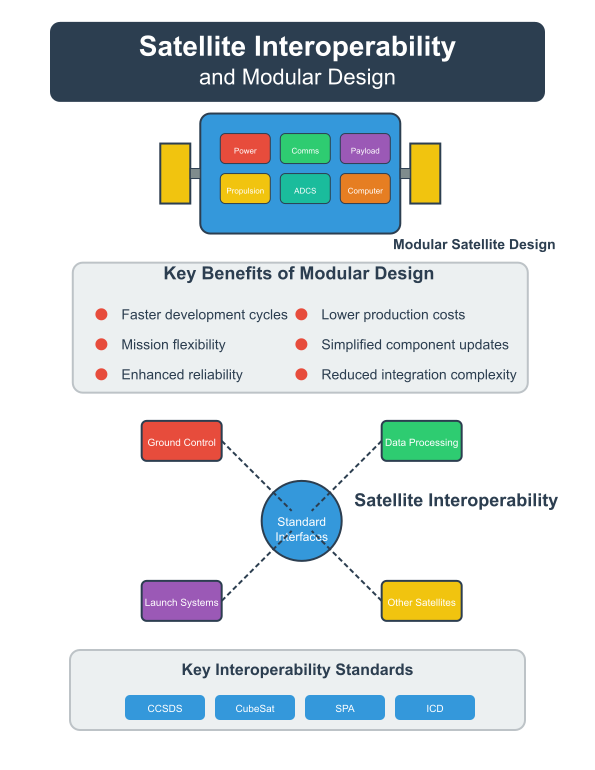 Satellite Interoperability
and Modular Design
Power
Comms
Payload
Propulsion
ADCS
Computer
Modular Satellite Design
Key Benefits of Modular Design
Faster development cycles
Lower production costs
Mission flexibility
Simplified component updates
Enhanced reliability
Reduced integration complexity
Ground Control
Data Processing
Satellite Interoperability
Standard
Interfaces
Launch Systems
Other Satellites
Key Interoperability Standards
CCSDS
CubeSat
SPA
ICD